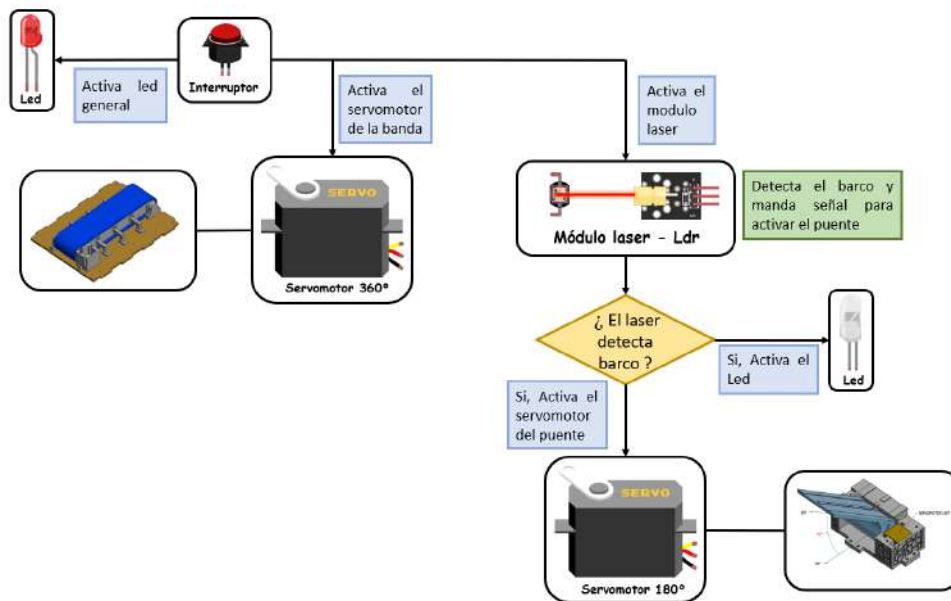 Led
Activa led
general
Interruptor
Activa el
servomotor
de la banda
Activa el
modulo
laser
SERVO
Servomotor 360°
Módulo laser - Ldr
Detecta el barco y
manda señal para
activar el puente
¿ El laser
detecta
barco ?
Si, Activa el
Led
Led
Si, Activa el
servomotor
del puente
SERVO
Servomotor 180°